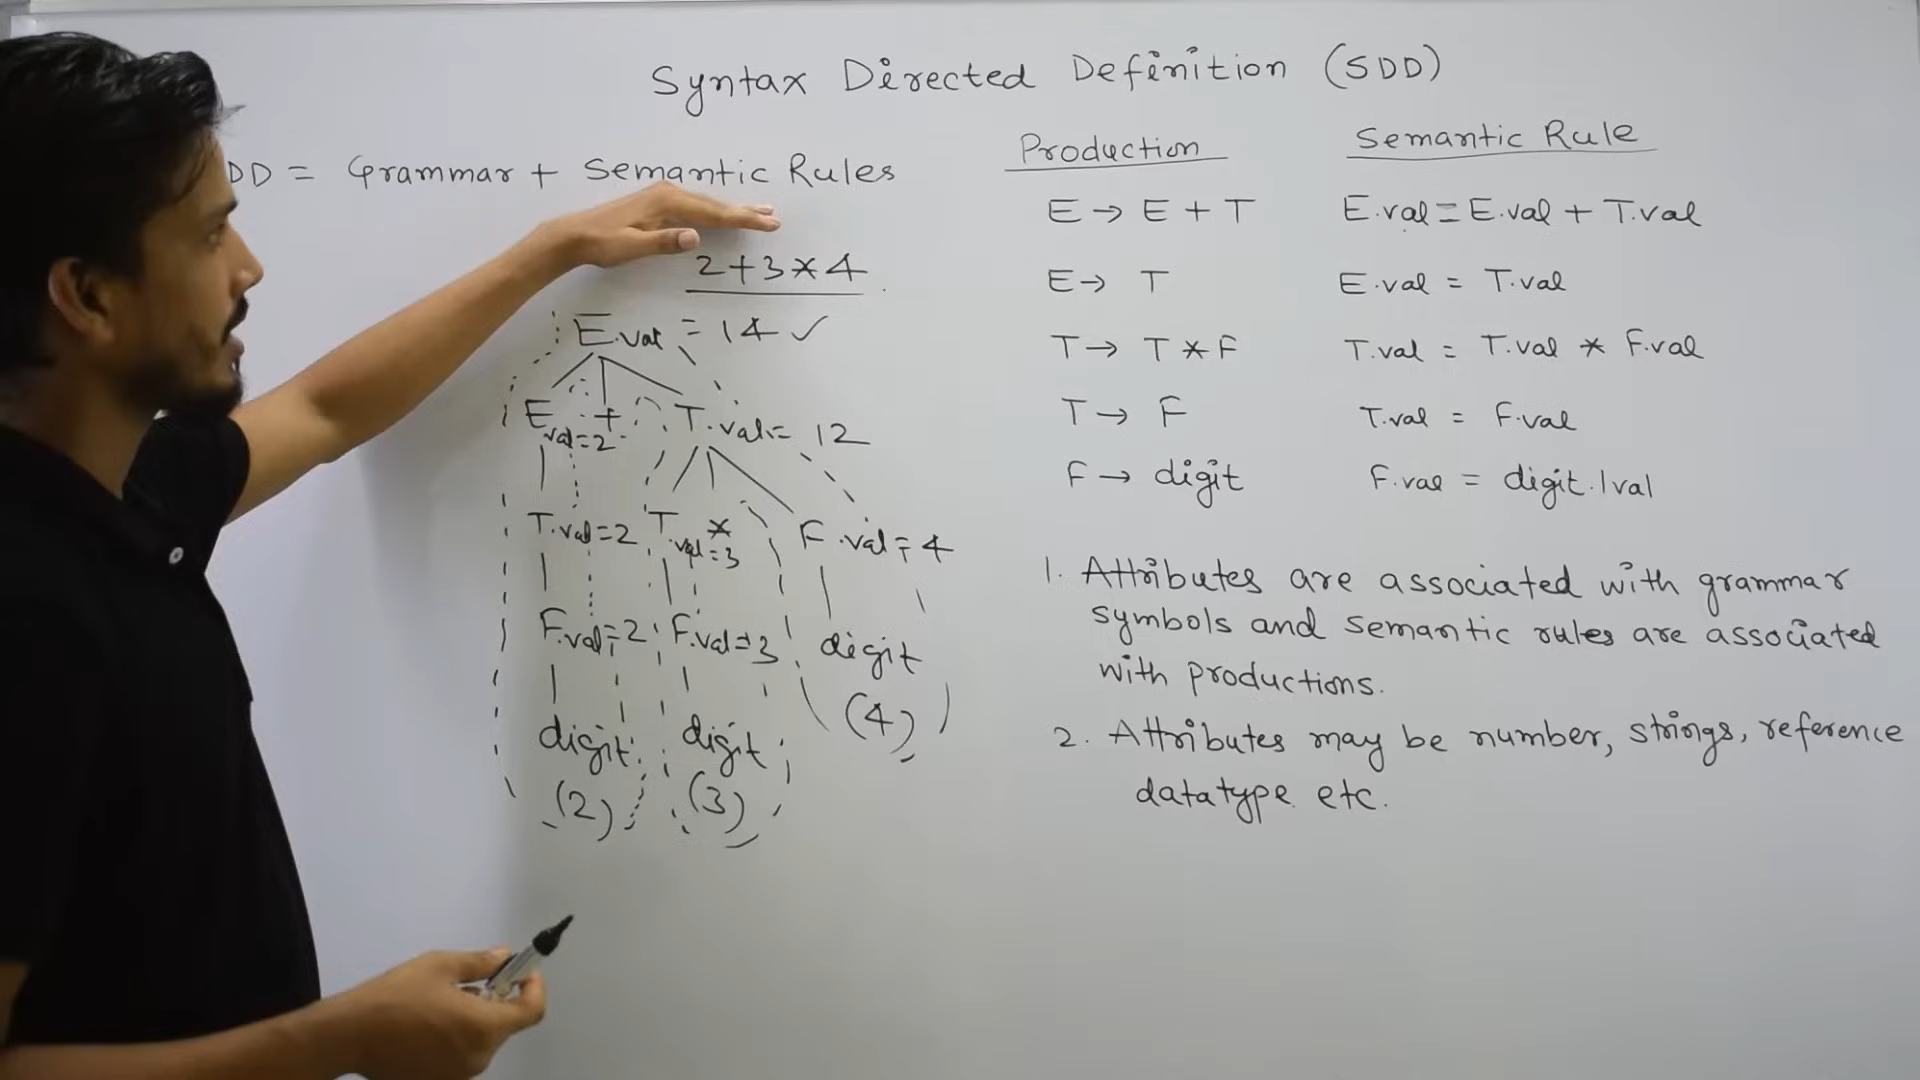 Syntax Directed Definition (SDD)
DD = Grammar + Semantic Rules
2+3*4
E.val = 14 ✓
E + T.val = 12
val=2
T.val=2 T * F.val=4
.val=3
F.val=2 F.val=3 digit
(4)
digit digit
(2) (3)
Production Semantic Rule
E → E + T E.val = E.val + T.val
E → T E.val = T.val
T → T * F T.val = T.val * F.val
T → F T.val = F.val
F → digit F.val = digit.lval
1. Attributes are associated with grammar
symbols and semantic rules are associated
with productions.
2. Attributes may be number, strings, reference
datatype etc.